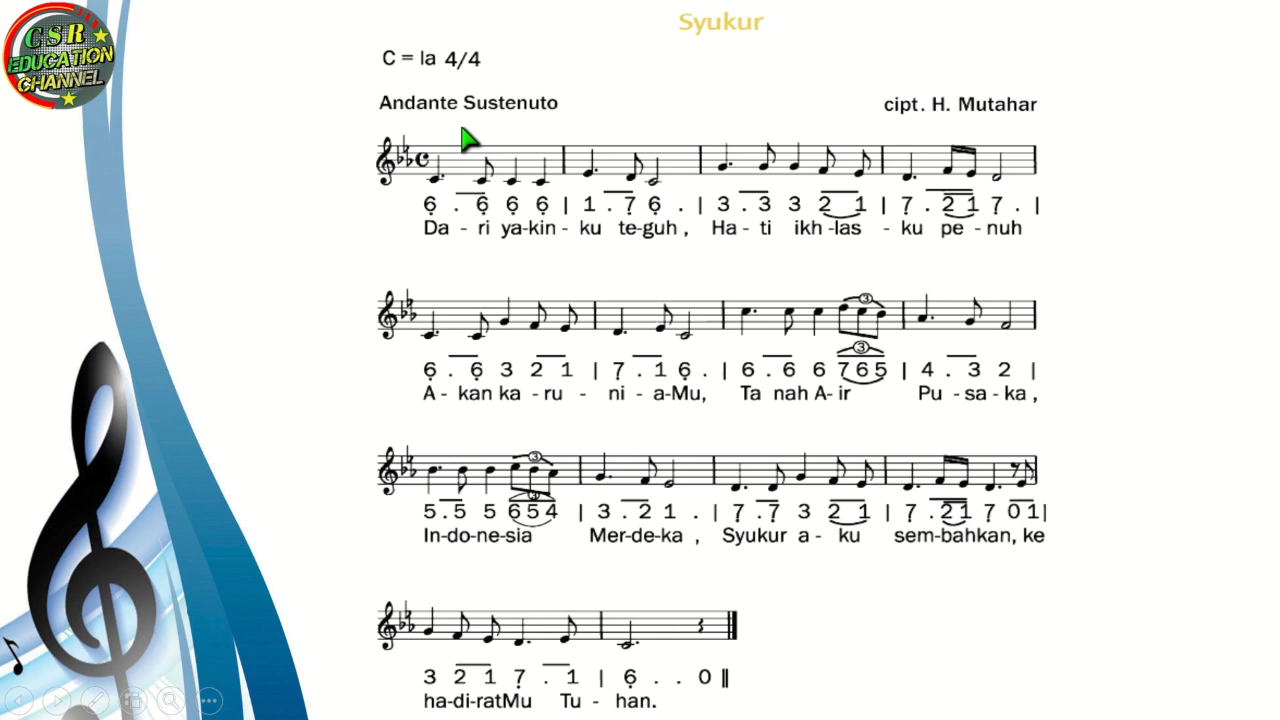 CSR
EDUCATION
CHANNEL
Syukur
C = la 4/4
Andante Sustenuto
cipt. H. Mutahar
6̣ . 6̣ 6̣ 6̣ | 1 . 7̣ 6̣ . | 3 . 3 3 2 1 | 7̣ . 2 1 7̣ . |
Da - ri ya-kin - ku te-guh , Ha - ti ikh -las - ku pe - nuh
3
3
6̣ . 6̣ 3 2 1 | 7̣ . 1 6̣ . | 6 . 6 6 7 6 5 | 4 . 3 2 |
A - kan ka - ru - ni - a-Mu, Ta nah A- ir Pu - sa - ka ,
3
3
5 . 5 5 6 5 4 | 3 . 2 1 . | 7̣ . 7̣ 3 2 1 | 7̣ . 2 1 7̣ 0 1 |
In-do-ne-sia Mer-de-ka , Syukur a - ku sem-bahkan, ke
3 2 1 7̣ . 1 | 6̣ . . 0 ‖
ha-di-ratMu Tu - han.